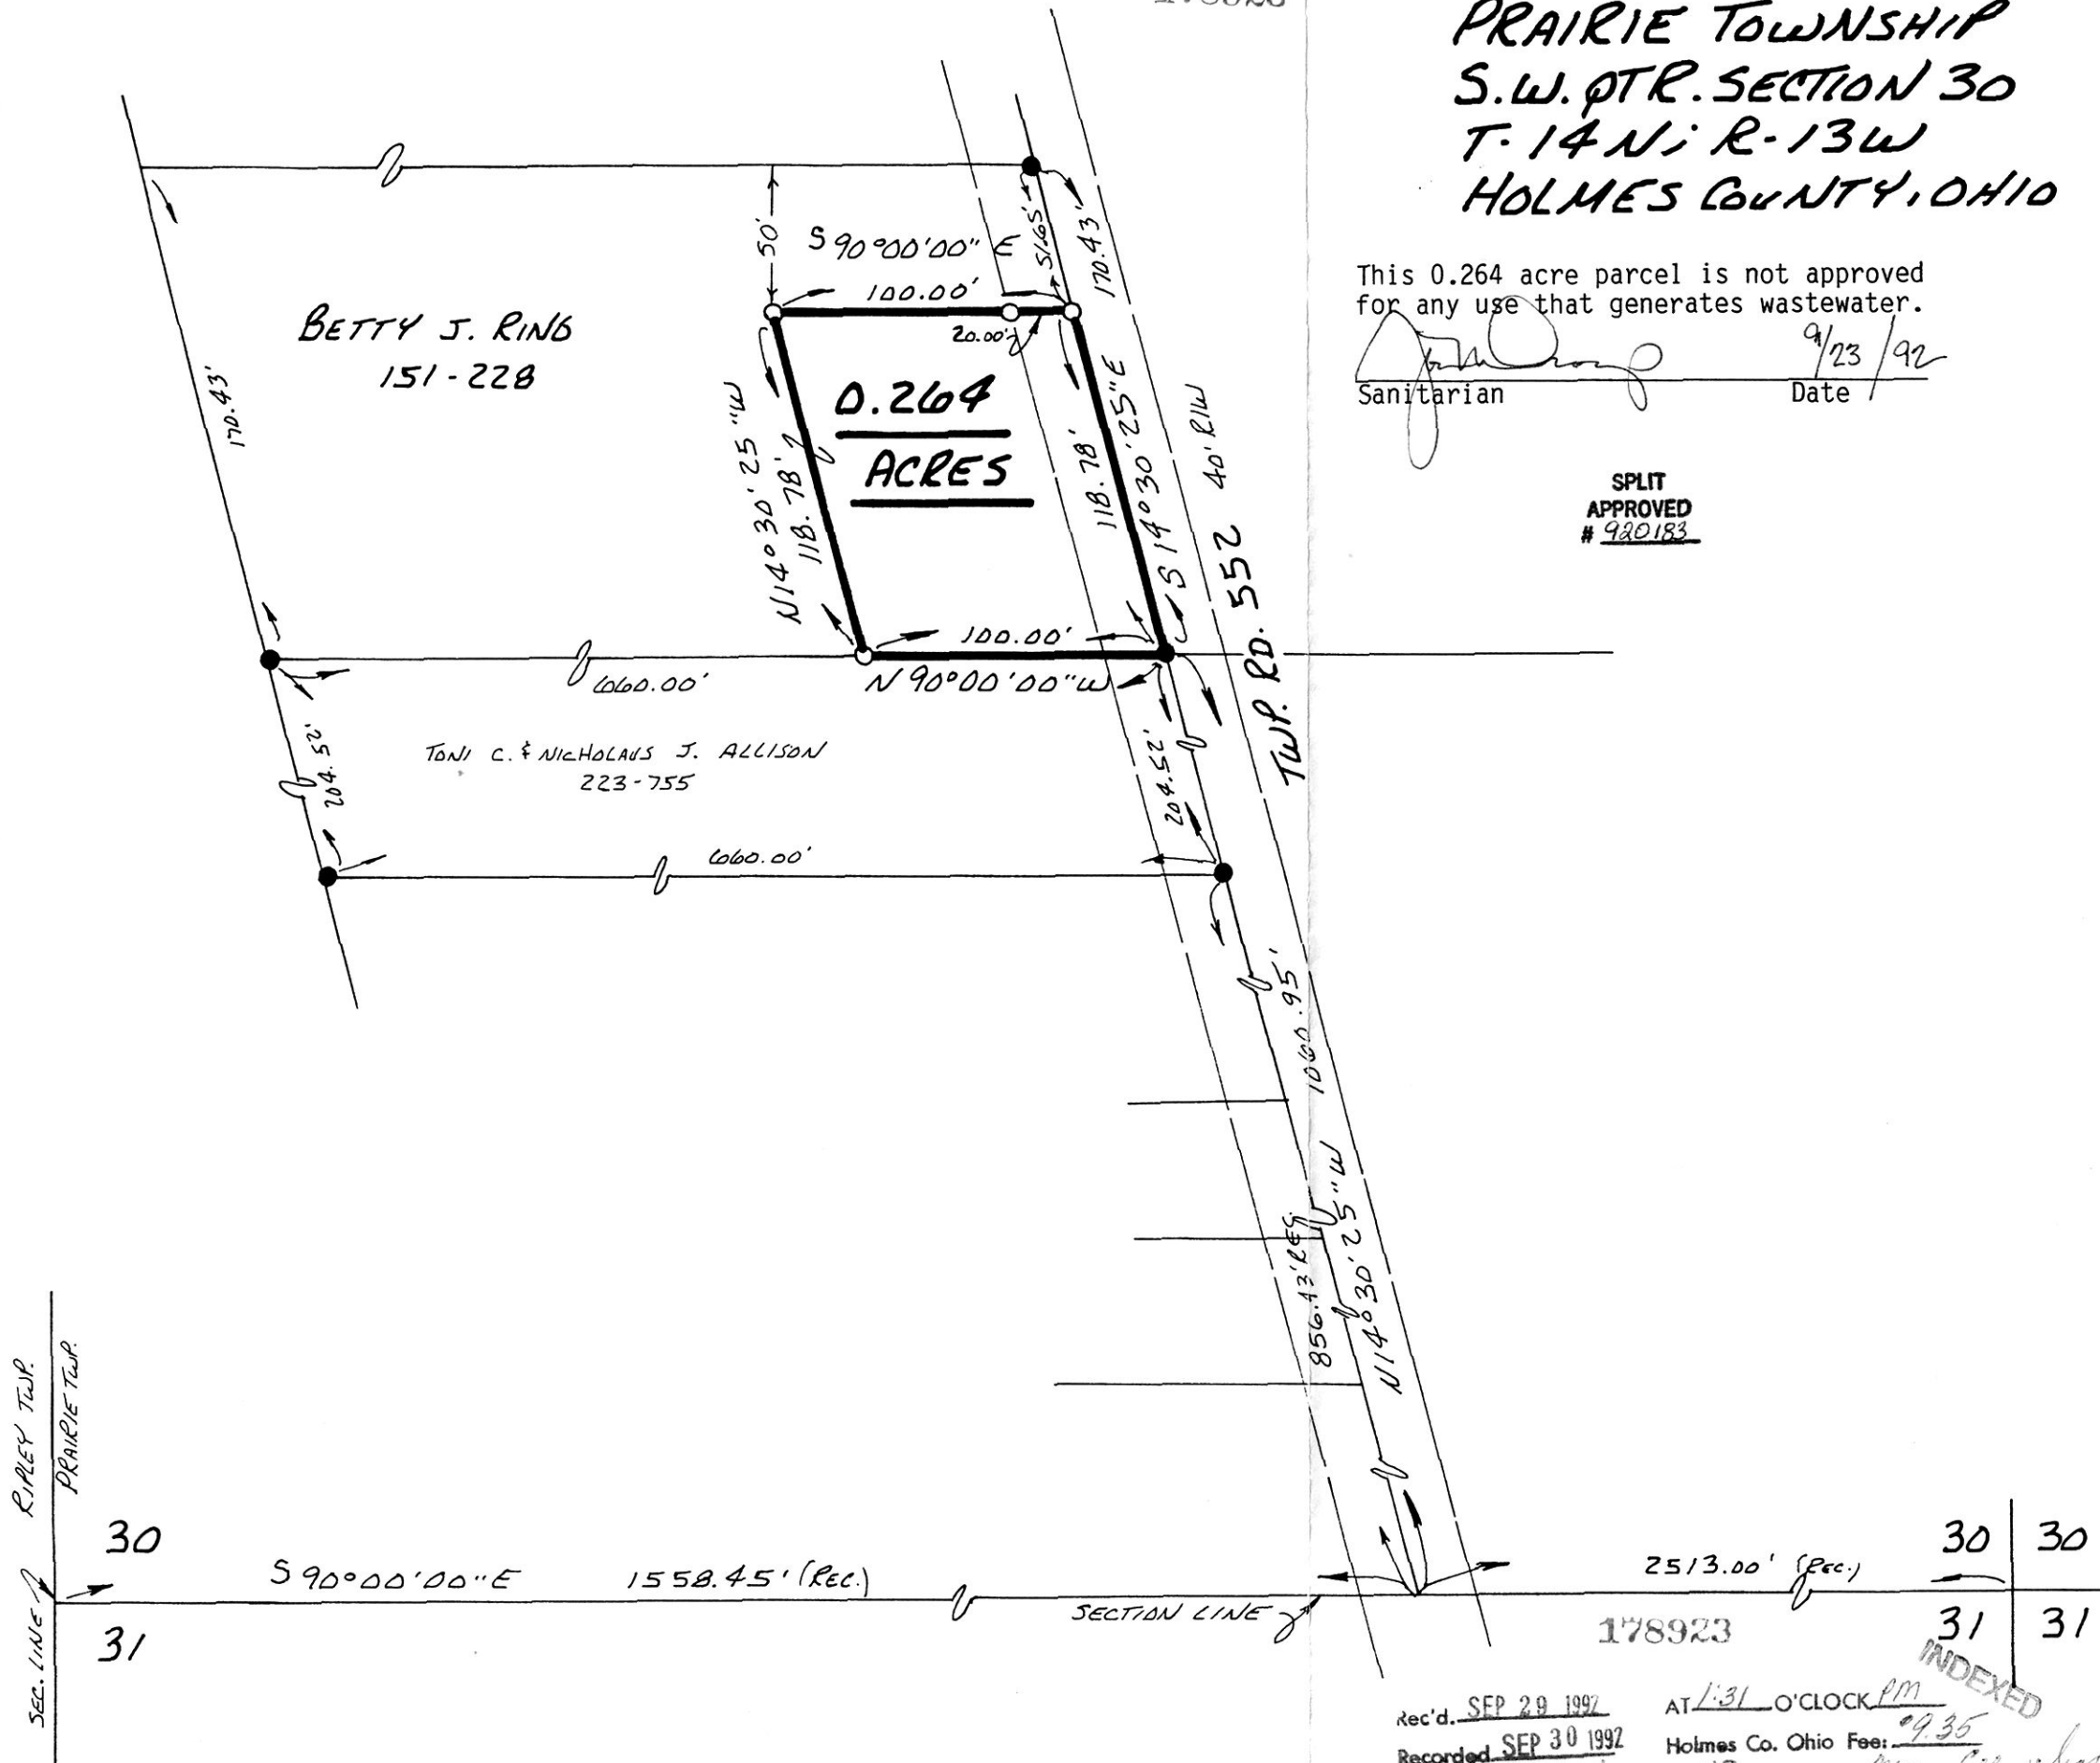 PRAIRIE TOWNSHIP
S.W. QTR. SECTION 30
T-14N; R-13W
HOLMES COUNTY, OHIO
This 0.264 acre parcel is not approved
for any use that generates wastewater.
9/23/92
Sanitarian Date
SPLIT
APPROVED
# 920183
50'
S 90°00'00" E
100.00'
20.00'
51.65'
170.43'
BETTY J. RING
151-228
170.43'
0.264
ACRES
N14°30'25"W
118.78'
118.78'
S 14°30'25"E
40' R/W
TWP. RD. 552
100.00'
N 90°00'00"W
660.00'
204.52'
TONI C. & NICHOLAUS J. ALLISON
223-755
204.52'
660.00'
1060.95'
856.43' REC.
N14°30'25"W
RIPLEY TWP.
PRAIRIE TWP.
SEC. LINE
30
31
S 90°00'00"E 1558.45' (REC.)
SECTION LINE
2513.00' (REC.)
30 30
31 31
178923
INDEXED
Rec'd. SEP 29 1992 AT 1:31 O'CLOCK PM
Recorded SEP 30 1992 Holmes Co. Ohio Fee: 9.35